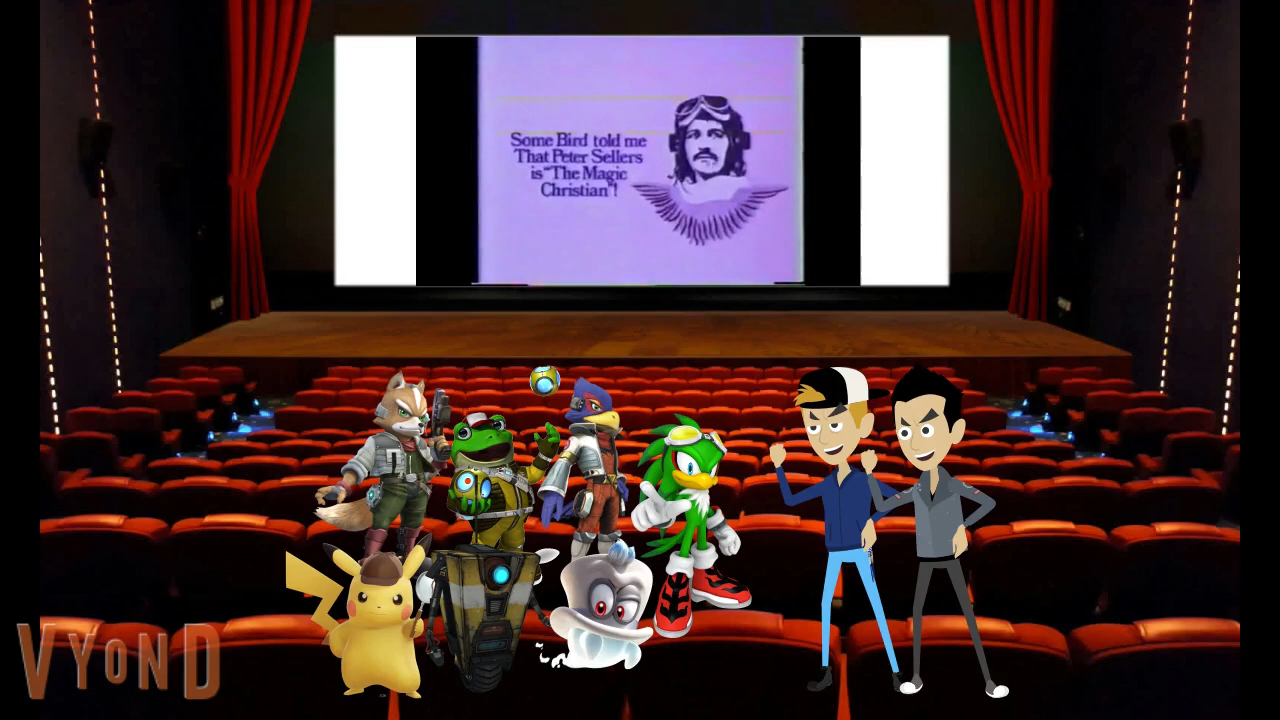 Some Bird told me
That Peter Sellers
is "The Magic
Christian"!
VYOND